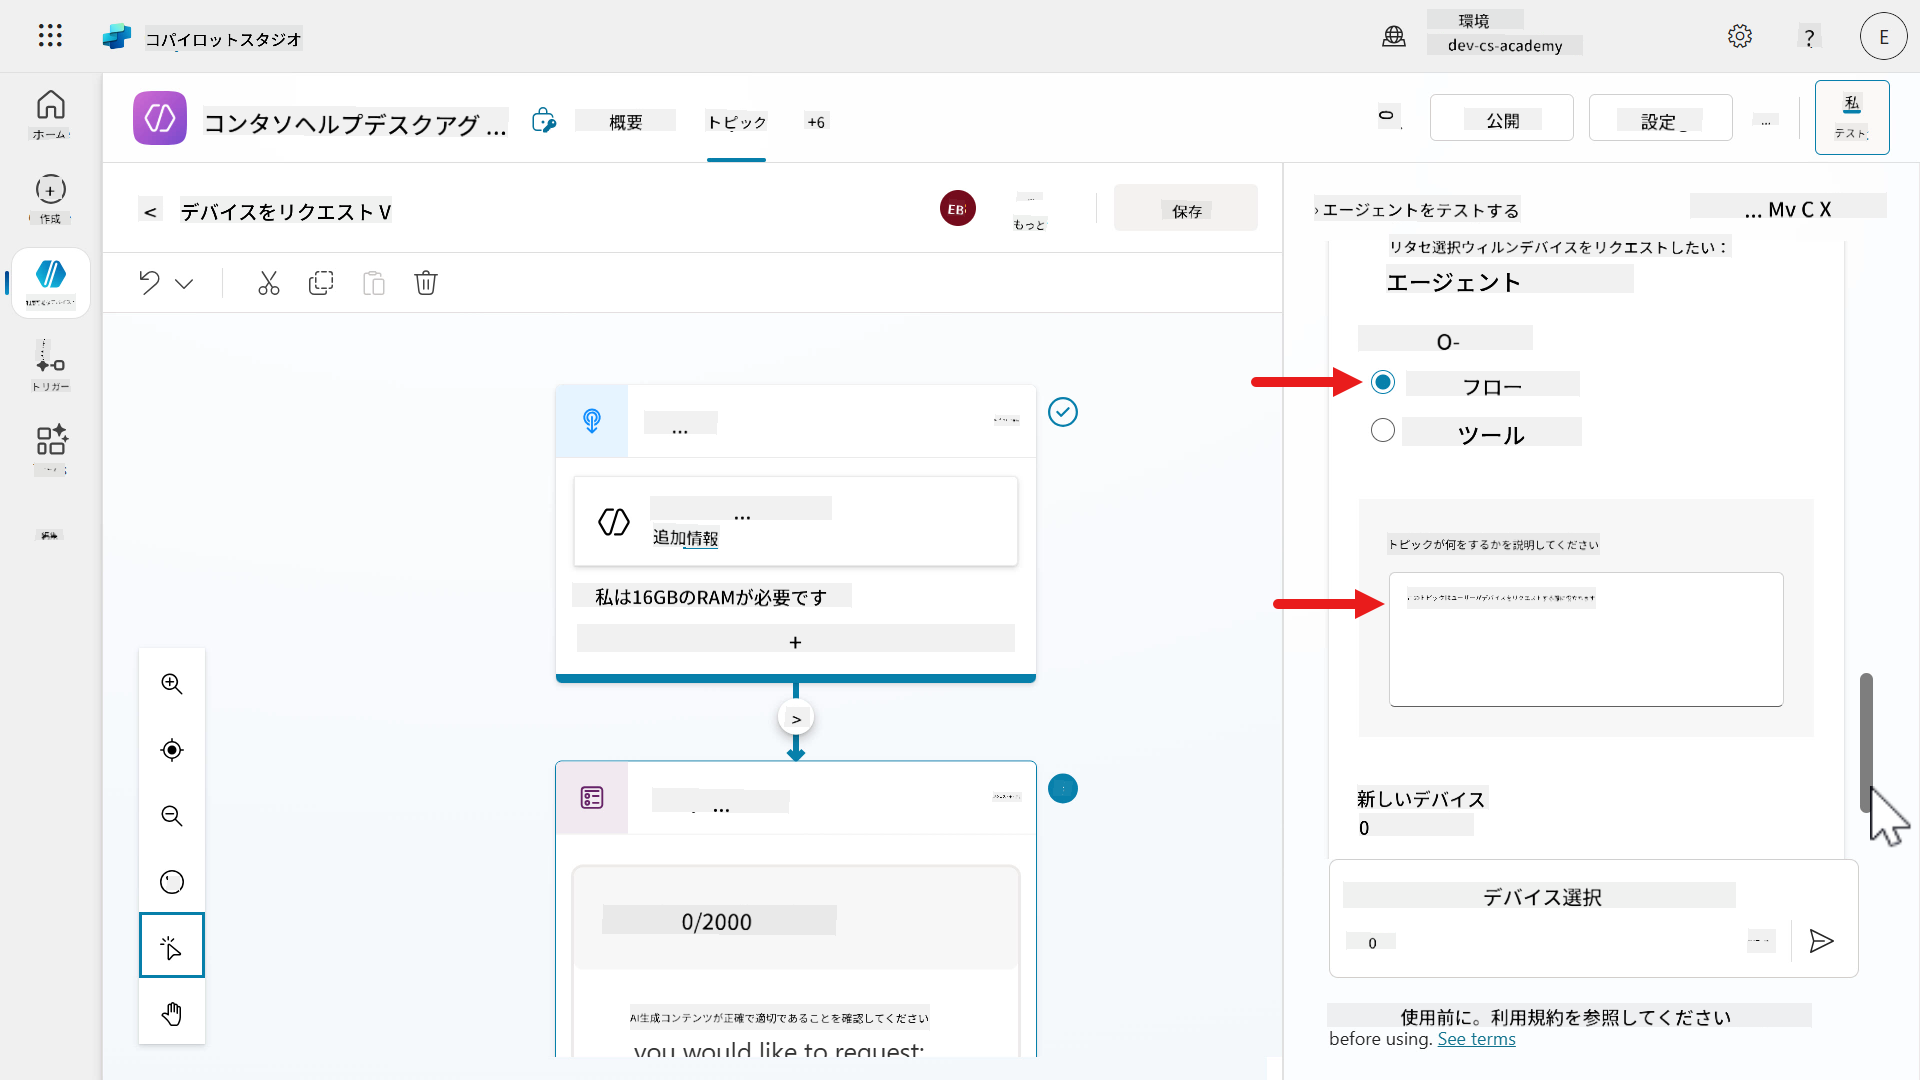 コパイロットスタジオ
環境
dev-cs-academy
?
E
ホーム
作成
トリガー
編集
コンタソヘルプデスクアグ ...
概要
トピック
+6
公開
設定
...
私
テスト
< デバイスをリクエスト V
EB
...
もっと
保存
...
...
追加情報
私は16GBのRAMが必要です
+
>
...
0/2000
AI生成コンテンツが正確で適切であることを確認してください
you would like to request:
› エージェントをテストする
... Mv C X
リタセ選択ウィルンデバイスをリクエストしたい：
エージェント
O-
フロー
ツール
トピックが何をするかを説明してください
新しいデバイス
0
デバイス選択
0
使用前に。利用規約を参照してください
before using. See terms